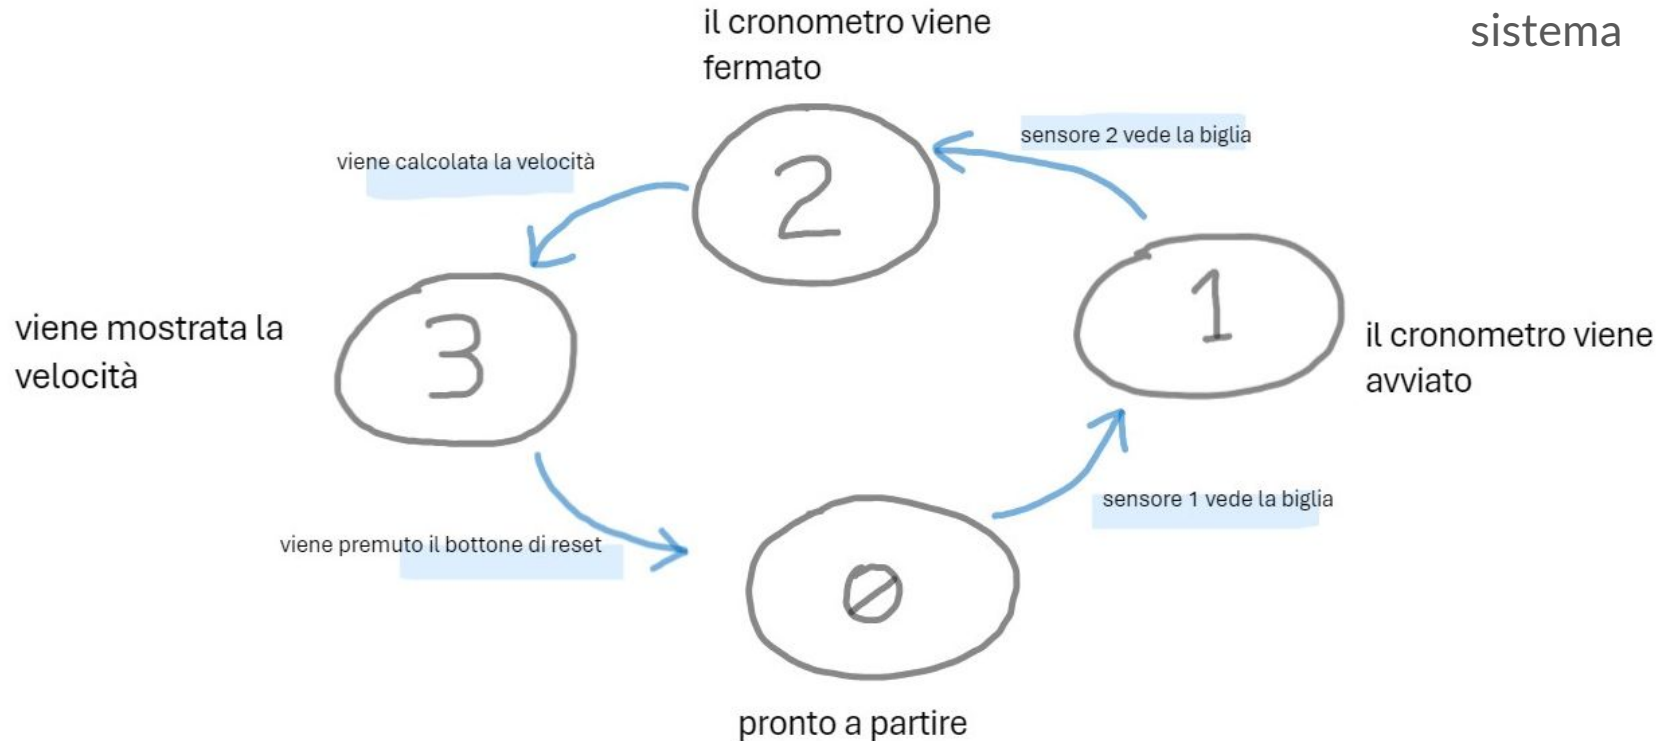 sistema
il cronometro viene
fermato
sensore 2 vede la biglia
viene calcolata la velocità
2
1
3
viene mostrata la
velocità
il cronometro viene
avviato
sensore 1 vede la biglia
viene premuto il bottone di reset
0
pronto a partire